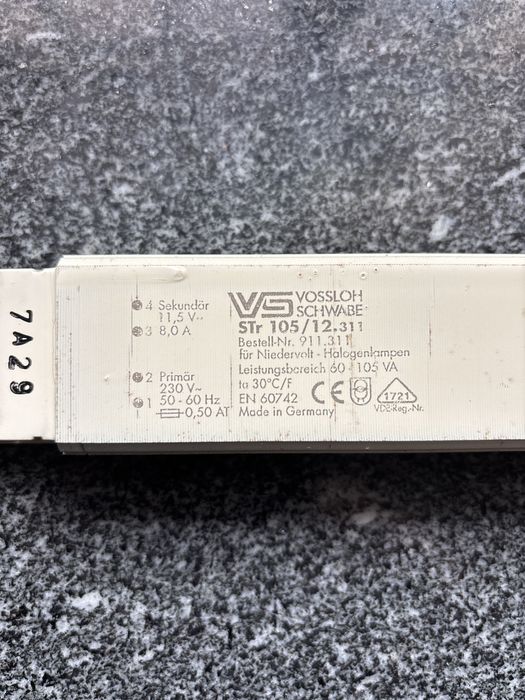 7A29
4 Sekundär
11,5 V~
3 8,0 A
2 Primär
230 V~
50 - 60 Hz
1
0,50 AT
VS VOSSLOH
SCHWABE
STr 105/12.311
Bestell-Nr. 911.311
für Niedervolt - Halogenlampen
Leistungsbereich 60 - 105 VA
ta 30°C/F
EN 60742
Made in Germany
CE
1721
VDE-Reg.-Nr.